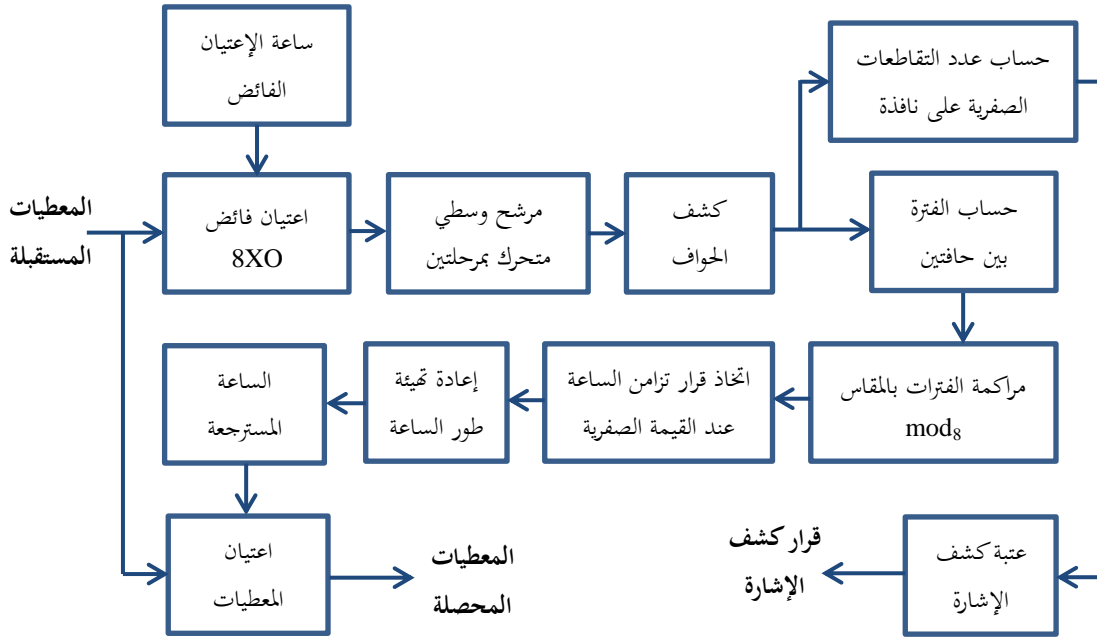 ساعة الإعتيان
الفائض
حساب عدد التقاطعات
الصفرية على نافذة
المعطيات
المستقبلة
اعتيان فائض
8XO
مرشح وسطي
متحرك بمرحلتين
كشف
الحواف
حساب الفترة
بين حافتين
الساعة
المسترجعة
إعادة تهيئة
طور الساعة
اتخاذ قرار تزامن الساعة
عند القيمة الصفرية
مراكمة الفترات بالمقاس
mod8
اعتيان
المعطيات
المعطيات
المحصلة
قرار كشف
الإشارة
عتبة كشف
الإشارة